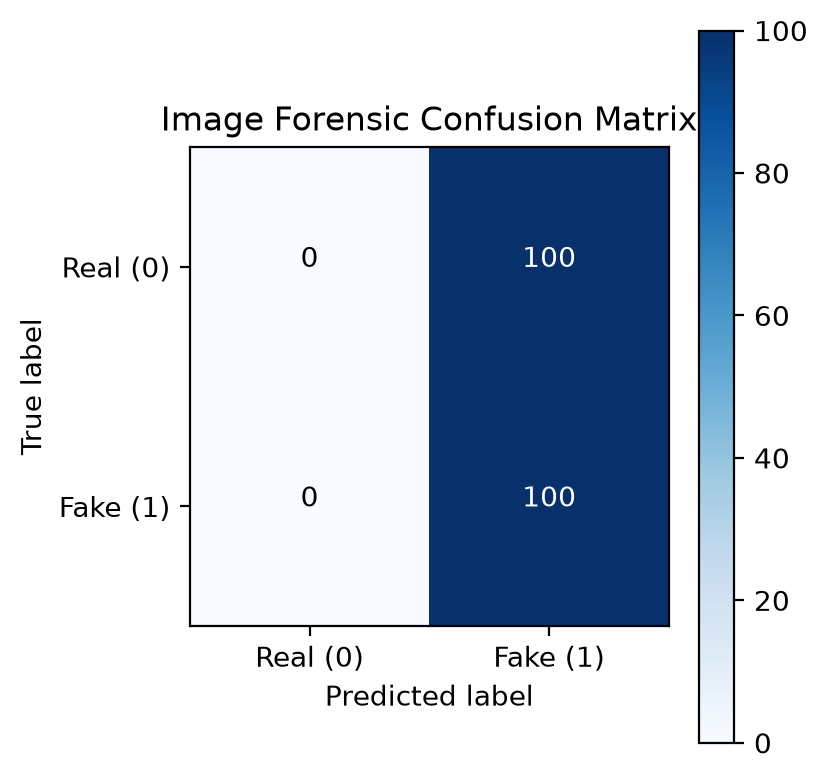 Image Forensic Confusion Matrix
True label
Real (0)
0
100
Fake (1)
0
100
Real (0)
Fake (1)
Predicted label
100
80
60
40
20
0